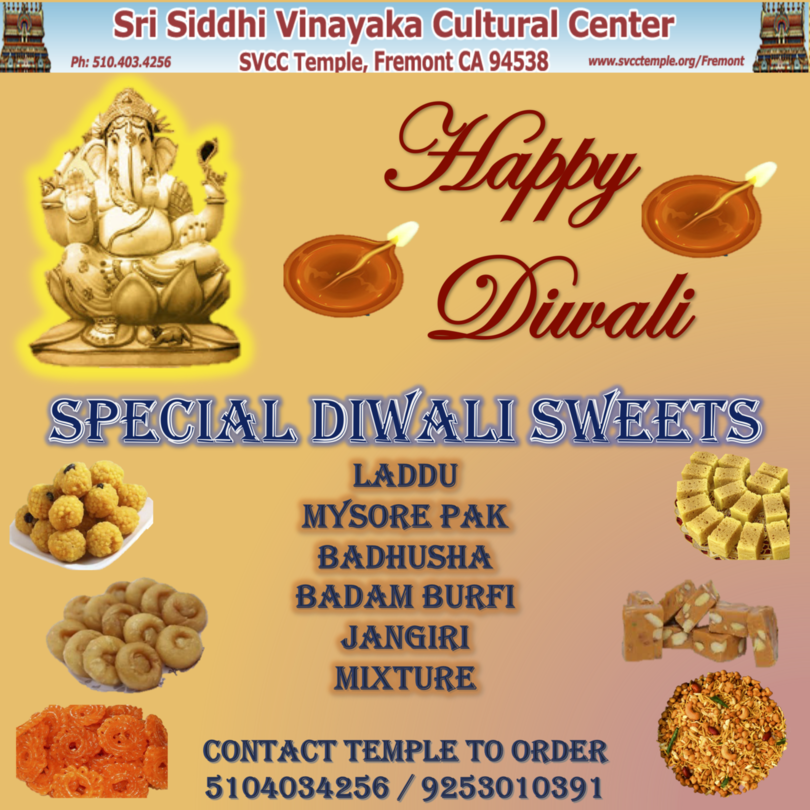 Sri Siddhi Vinayaka Cultural Center
Ph: 510.403.4256
SVCC Temple, Fremont CA 94538
www.svcctemple.org/Fremont
Happy
Diwali
SPECIAL DIWALI SWEETS
LADDU
MYSORE PAK
BADHUSHA
BADAM BURFI
JANGIRI
MIXTURE
CONTACT TEMPLE TO ORDER
5104034256 / 9253010391